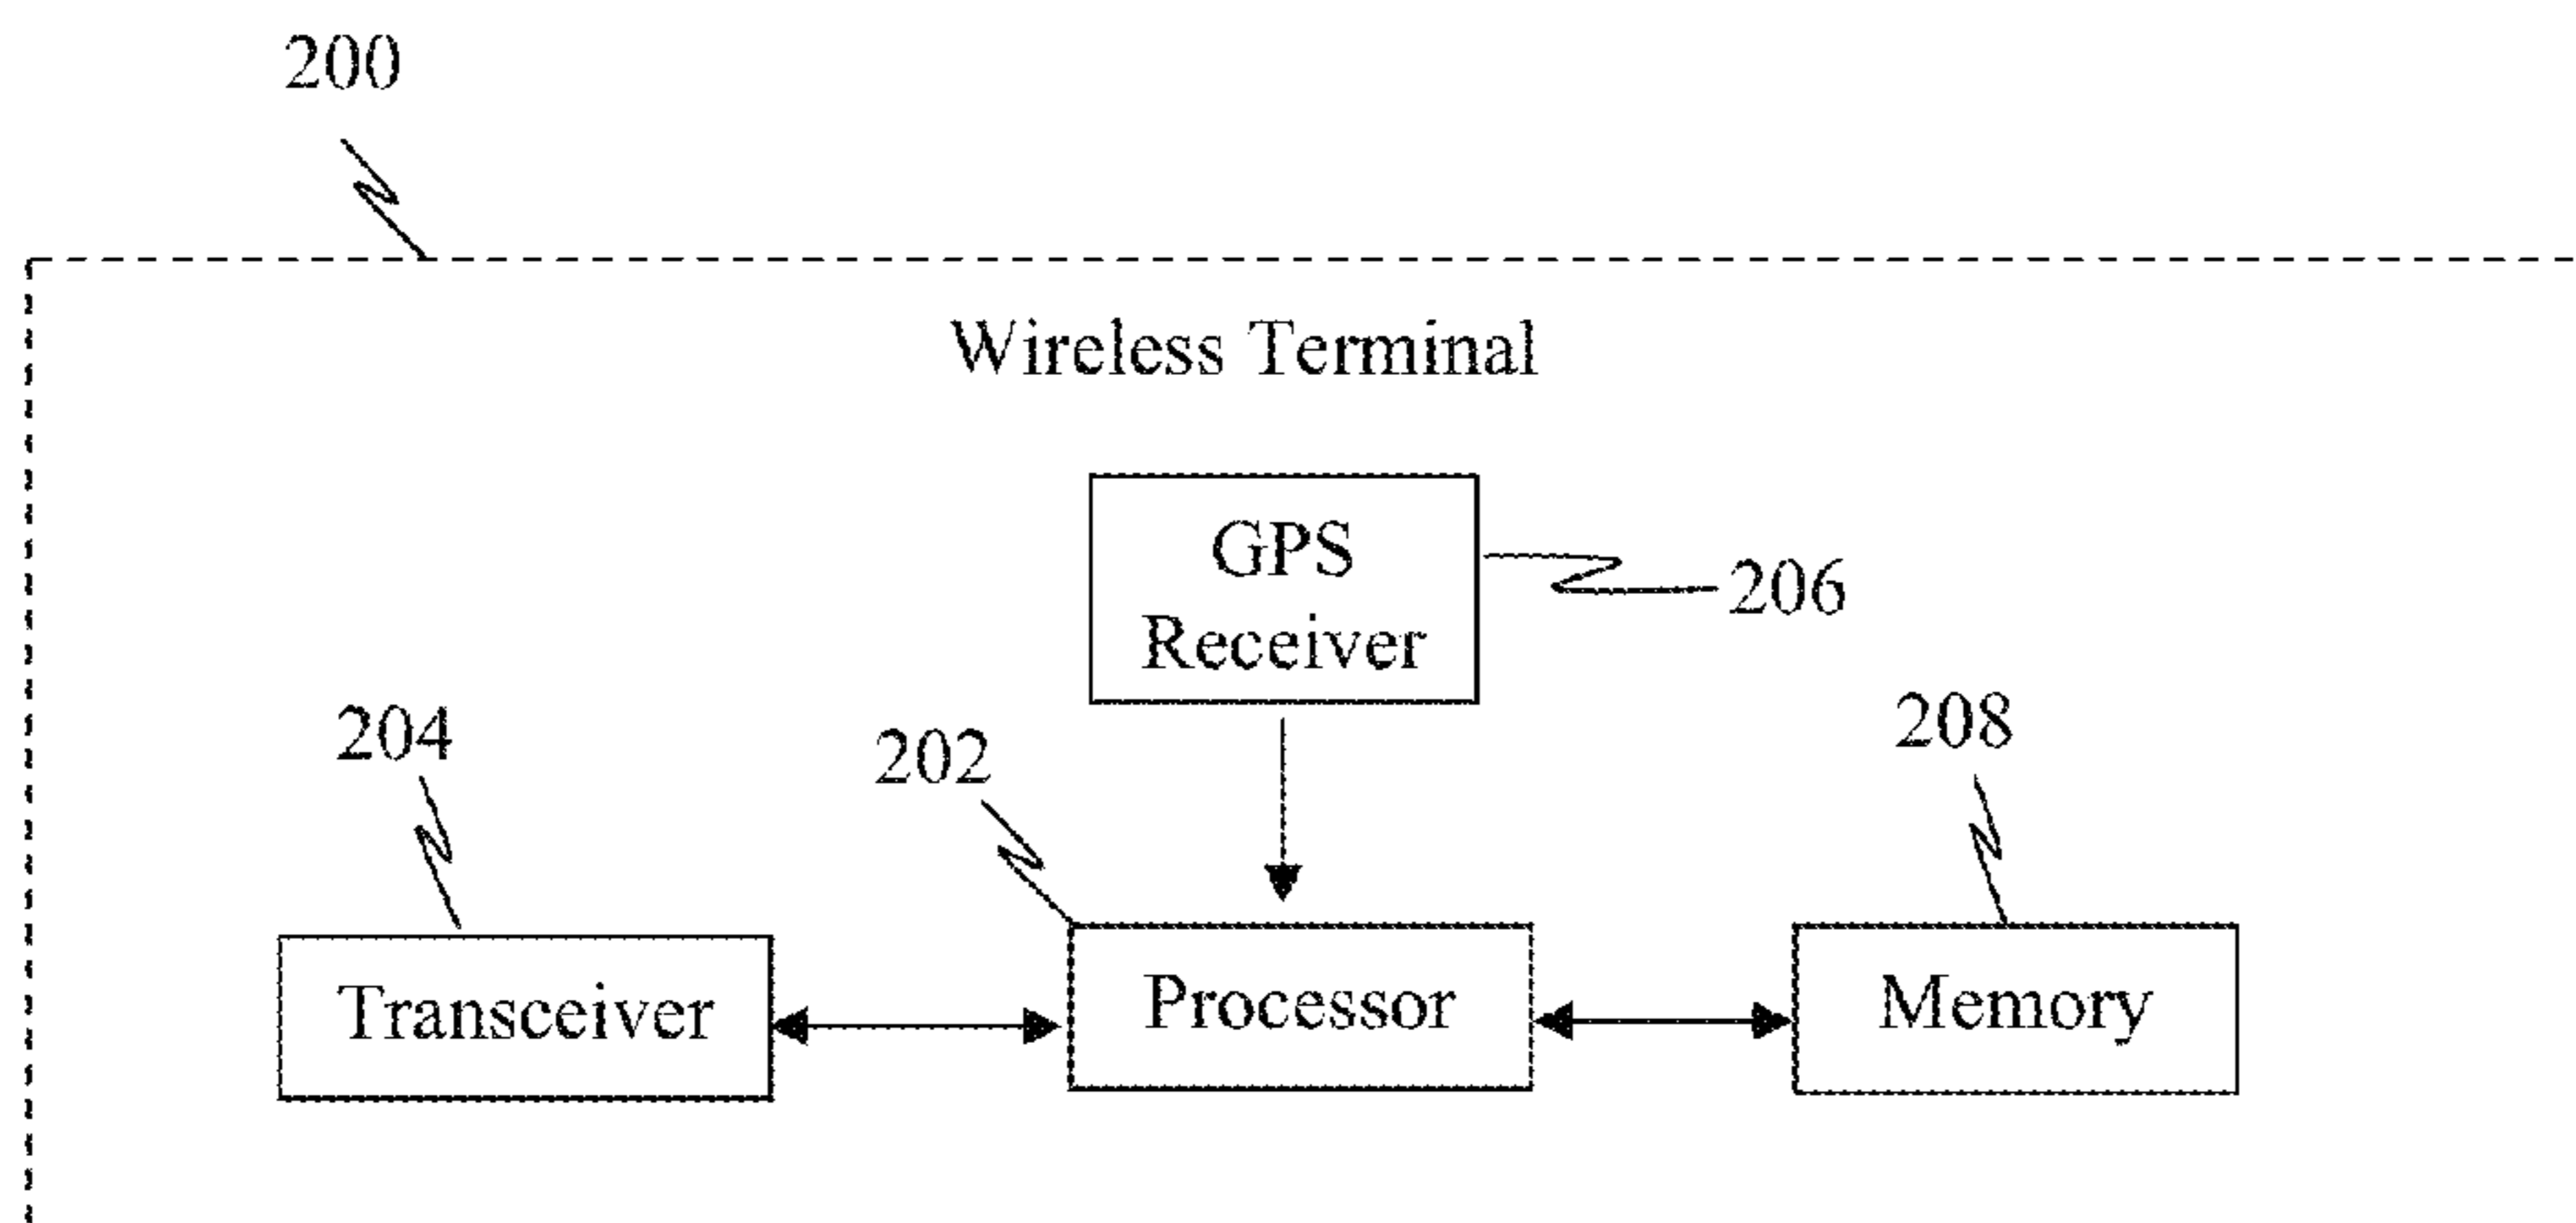 200
Wireless Terminal
GPS
Receiver
206
204
202
208
Transceiver
Processor
Memory